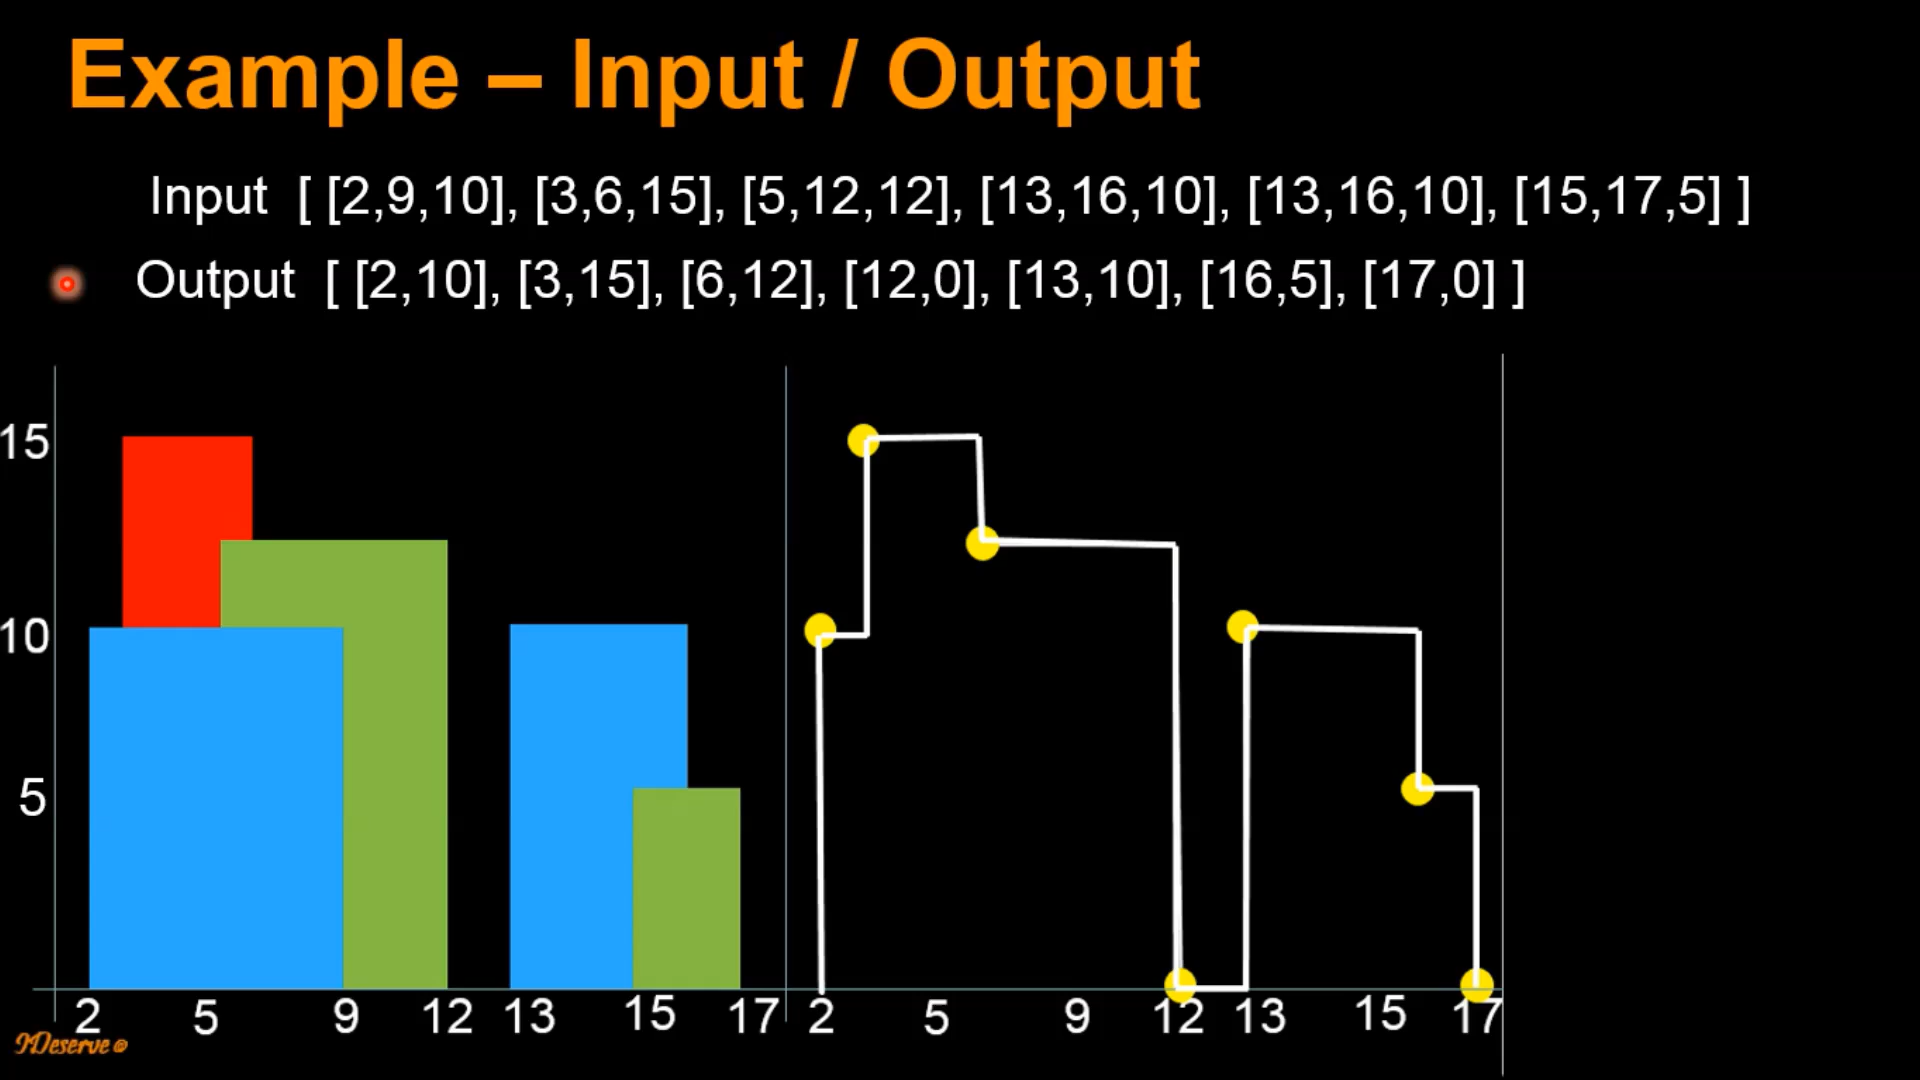 Example – Input / Output
Input [ [2,9,10], [3,6,15], [5,12,12], [13,16,10], [13,16,10], [15,17,5] ]
Output [ [2,10], [3,15], [6,12], [12,0], [13,10], [16,5], [17,0] ]
15
10
5
2 5 9 12 13 15 17 2 5 9 12 13 15 17
IDeserve